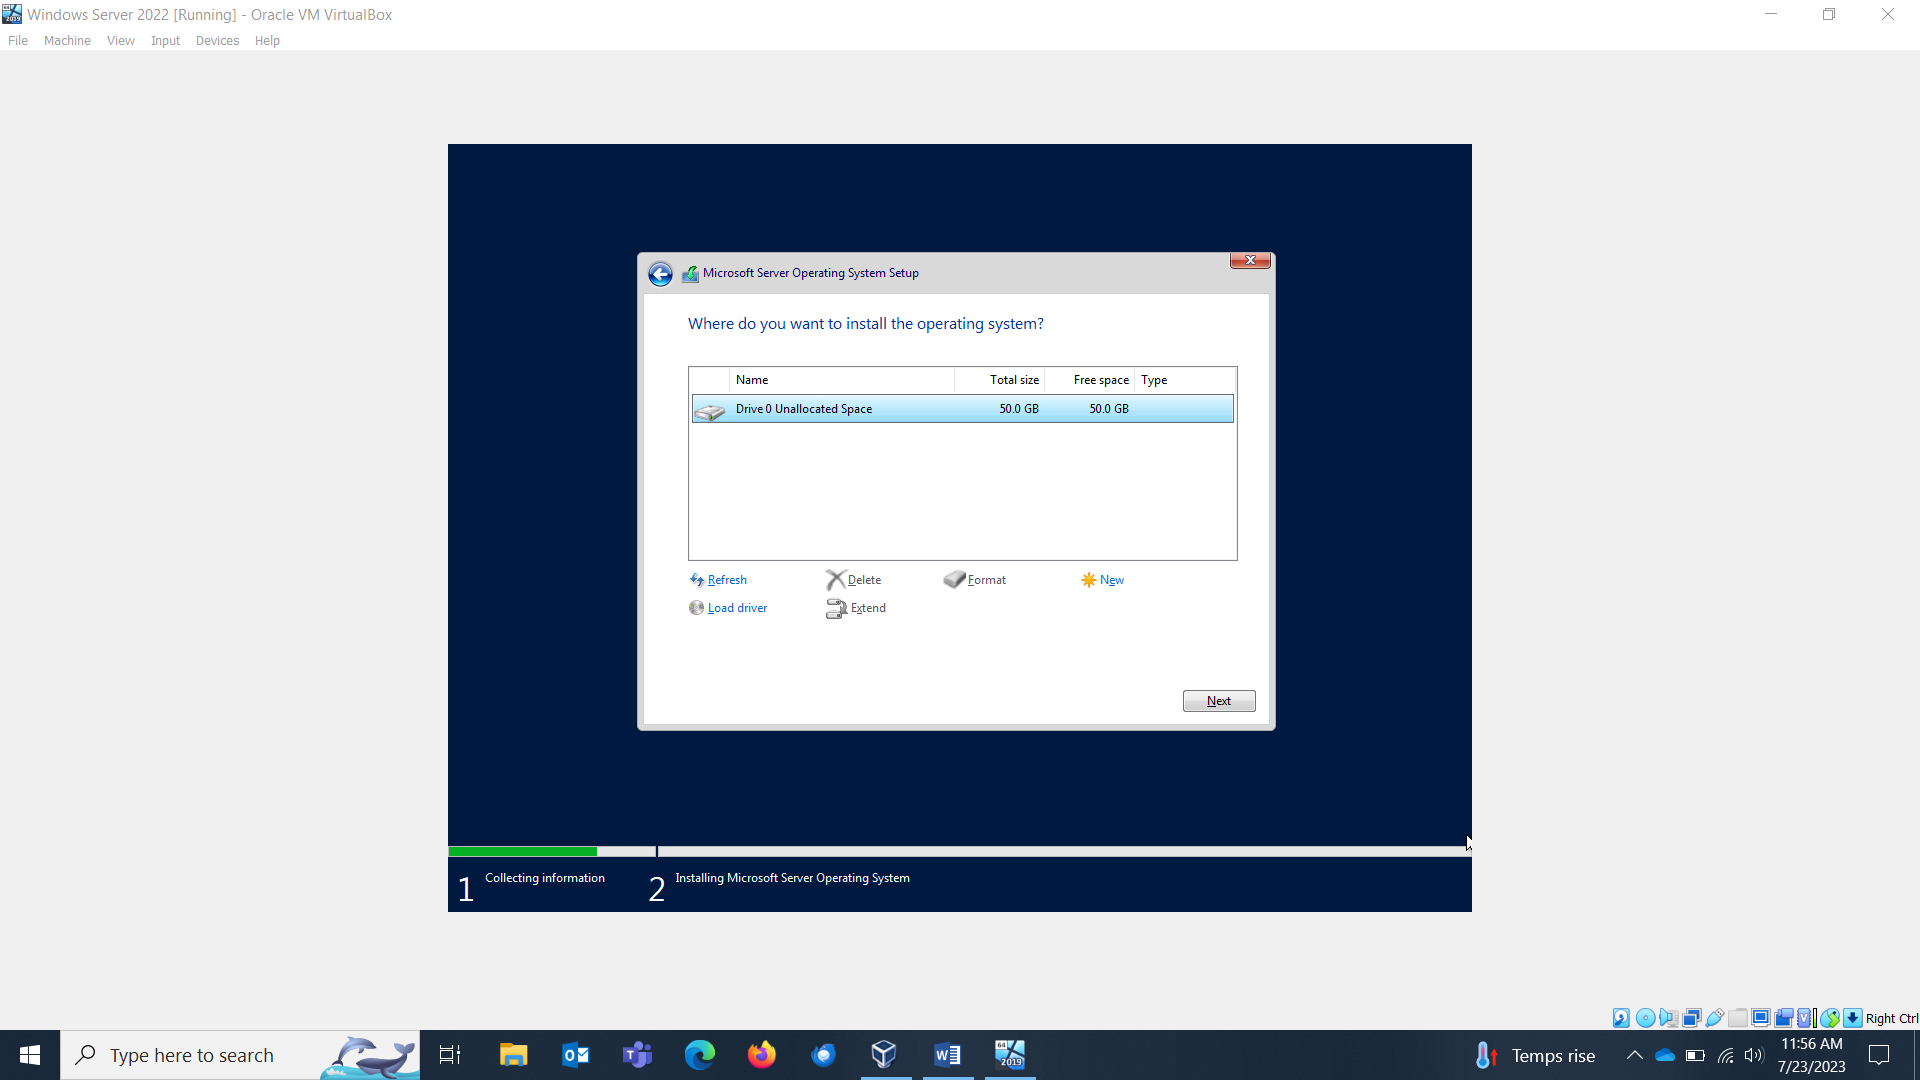 Windows Server 2022 [Running] - Oracle VM VirtualBox
File Machine View Input Devices Help
Microsoft Server Operating System Setup
Where do you want to install the operating system?
Name Total size Free space Type
Drive 0 Unallocated Space 50.0 GB 50.0 GB
Refresh Delete Format New
Load driver Extend
Next
1 Collecting information 2 Installing Microsoft Server Operating System
Right Ctrl
Type here to search
64
2019
Temps rise
11:56 AM
7/23/2023